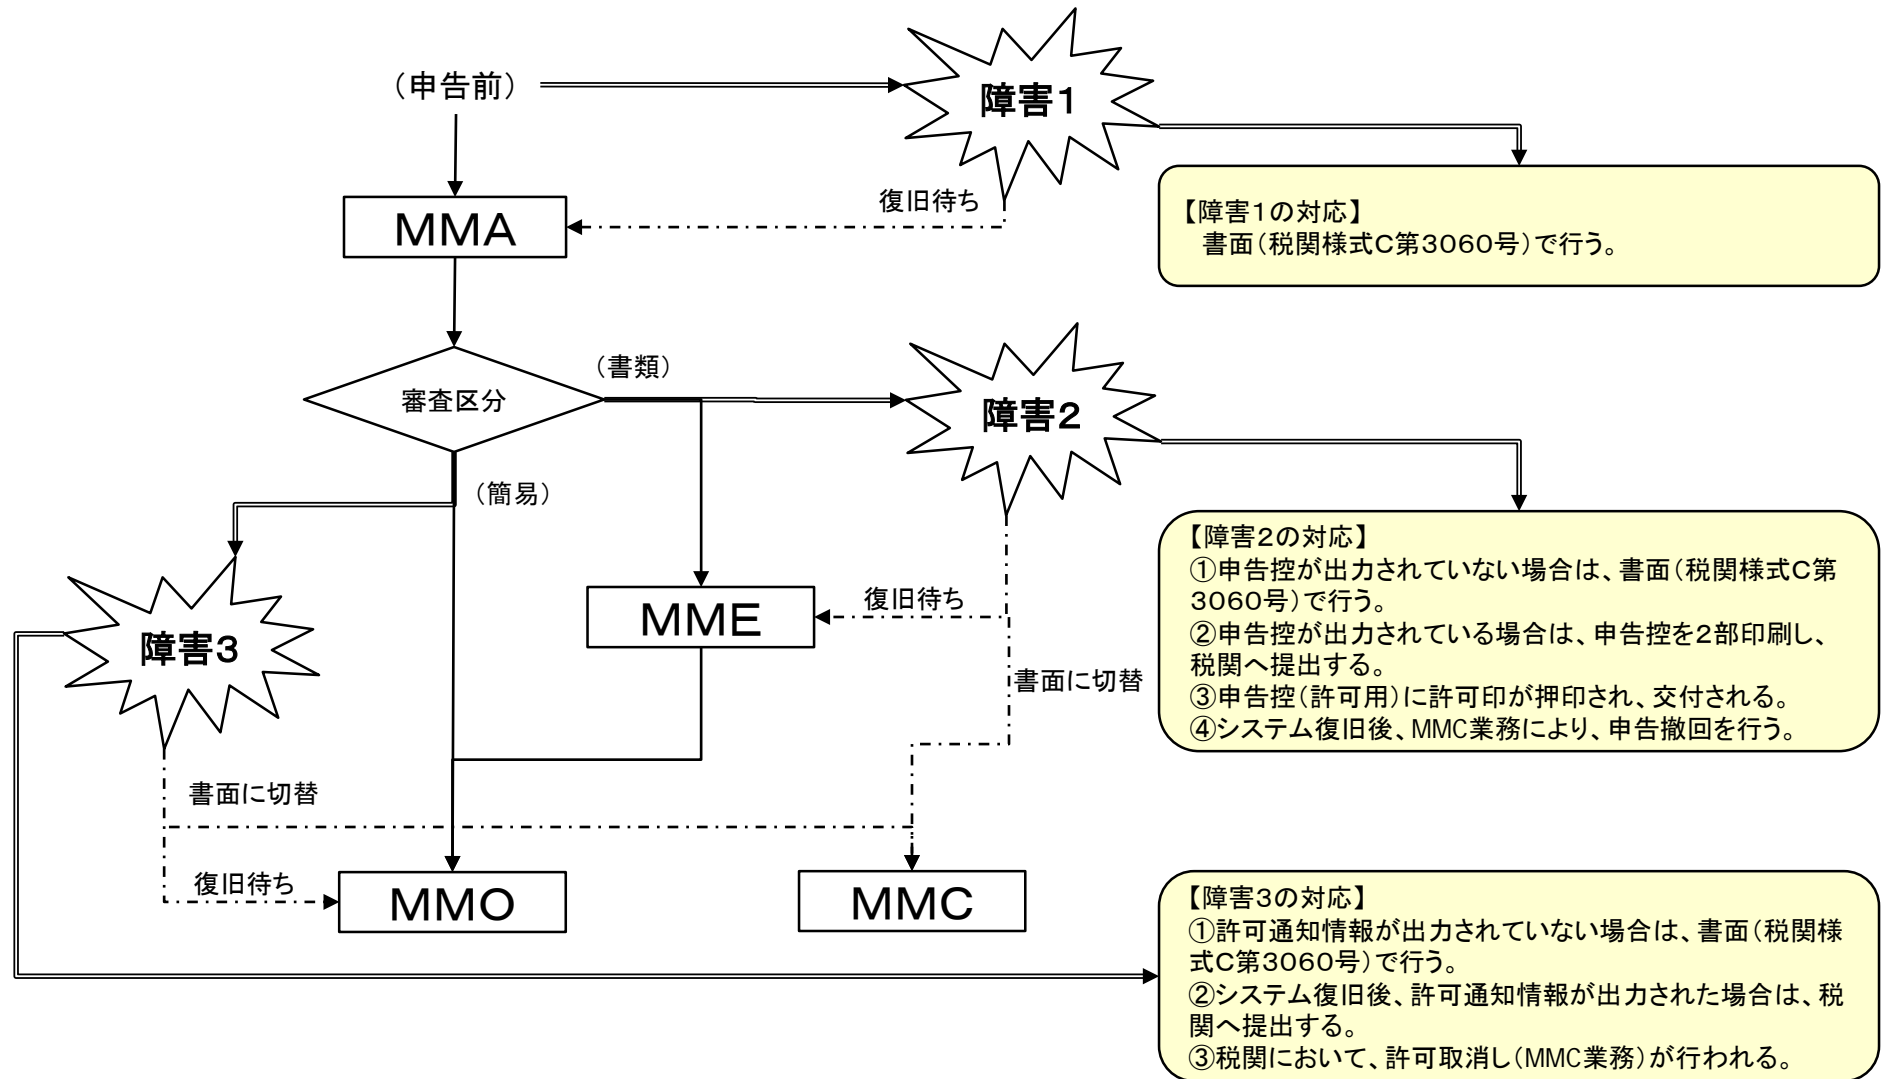 （申告前）
障害１
復旧待ち
ＭＭＡ
【障害１の対応】
書面（税関様式Ｃ第３０６０号）で行う。
（書類）
審査区分
障害２
（簡易）
【障害２の対応】
①申告控が出力されていない場合は、書面（税関様式Ｃ第
３０６０号）で行う。
②申告控が出力されている場合は、申告控を２部印刷し、
税関へ提出する。
③申告控（許可用）に許可印が押印され、交付される。
④システム復旧後、MMC業務により、申告撤回を行う。
復旧待ち
ＭＭＥ
障害３
書面に切替
書面に切替
復旧待ち
ＭＭＯ
ＭＭＣ
【障害３の対応】
①許可通知情報が出力されていない場合は、書面（税関様
式Ｃ第３０６０号）で行う。
②システム復旧後、許可通知情報が出力された場合は、税
関へ提出する。
③税関において、許可取消し（MMC業務）が行われる。